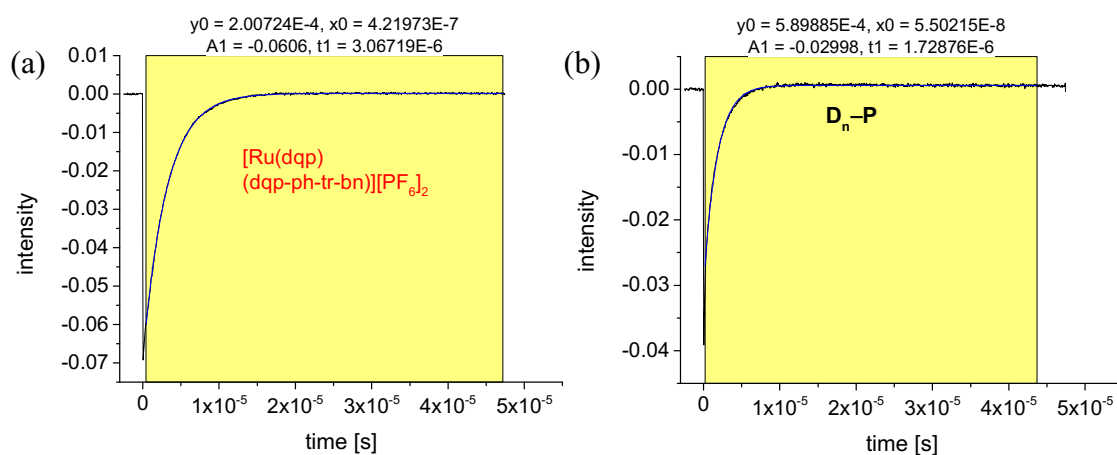 (a)
y0 = 2.00724E-4, x0 = 4.21973E-7
A1 = -0.0606, t1 = 3.06719E-6
0.01
0.00
-0.01
-0.02
-0.03
-0.04
-0.05
-0.06
-0.07
intensity
[Ru(dqp)
(dqp-ph-tr-bn)][PF₆]₂
0
1x10⁻⁵
2x10⁻⁵
3x10⁻⁵
4x10⁻⁵
5x10⁻⁵
time [s]
(b)
y0 = 5.89885E-4, x0 = 5.50215E-8
A1 = -0.02998, t1 = 1.72876E-6
0.00
-0.01
-0.02
-0.03
-0.04
intensity
Dₙ–P
0
1x10⁻⁵
2x10⁻⁵
3x10⁻⁵
4x10⁻⁵
5x10⁻⁵
time [s]